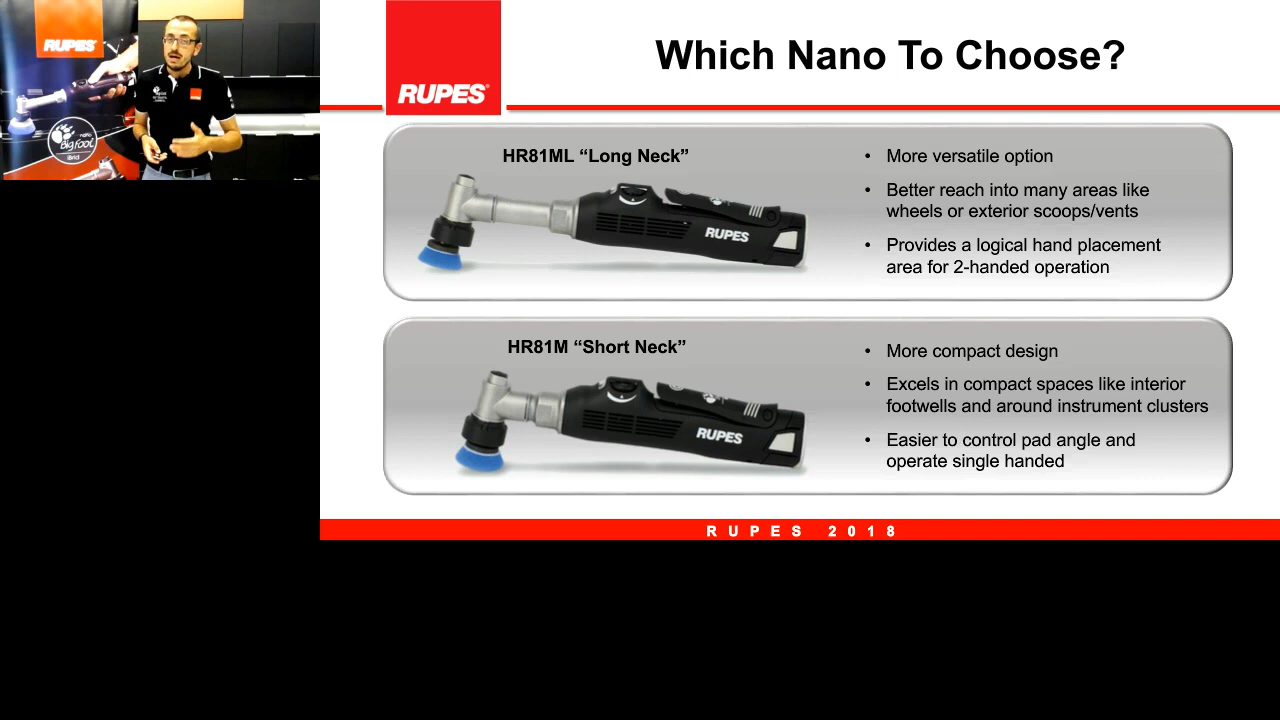 RUPES
nano
BIGFOOT
iBrid
RUPES
Which Nano To Choose?
HR81ML “Long Neck”
RUPES
• More versatile option
• Better reach into many areas like
wheels or exterior scoops/vents
• Provides a logical hand placement
area for 2-handed operation
HR81M “Short Neck”
RUPES
• More compact design
• Excels in compact spaces like interior
footwells and around instrument clusters
• Easier to control pad angle and
operate single handed
RUPES 2018